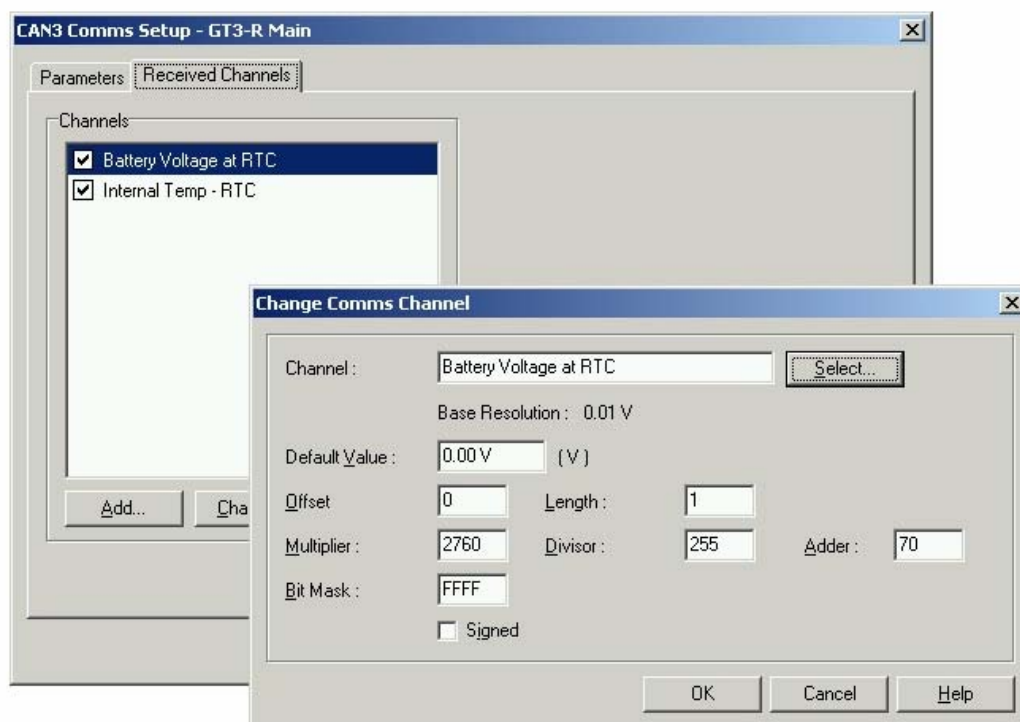 CAN3 Comms Setup - GT3-R Main
Parameters Received Channels
Channels
Battery Voltage at RTC
Internal Temp - RTC
Add... Cha
Change Comms Channel
Channel : Battery Voltage at RTC Select...
Base Resolution : 0.01 V
Default Value : 0.00 V ( V )
Offset 0 Length : 1
Multiplier : 2760 Divisor : 255 Adder : 70
Bit Mask : FFFF
Signed
OK Cancel Help